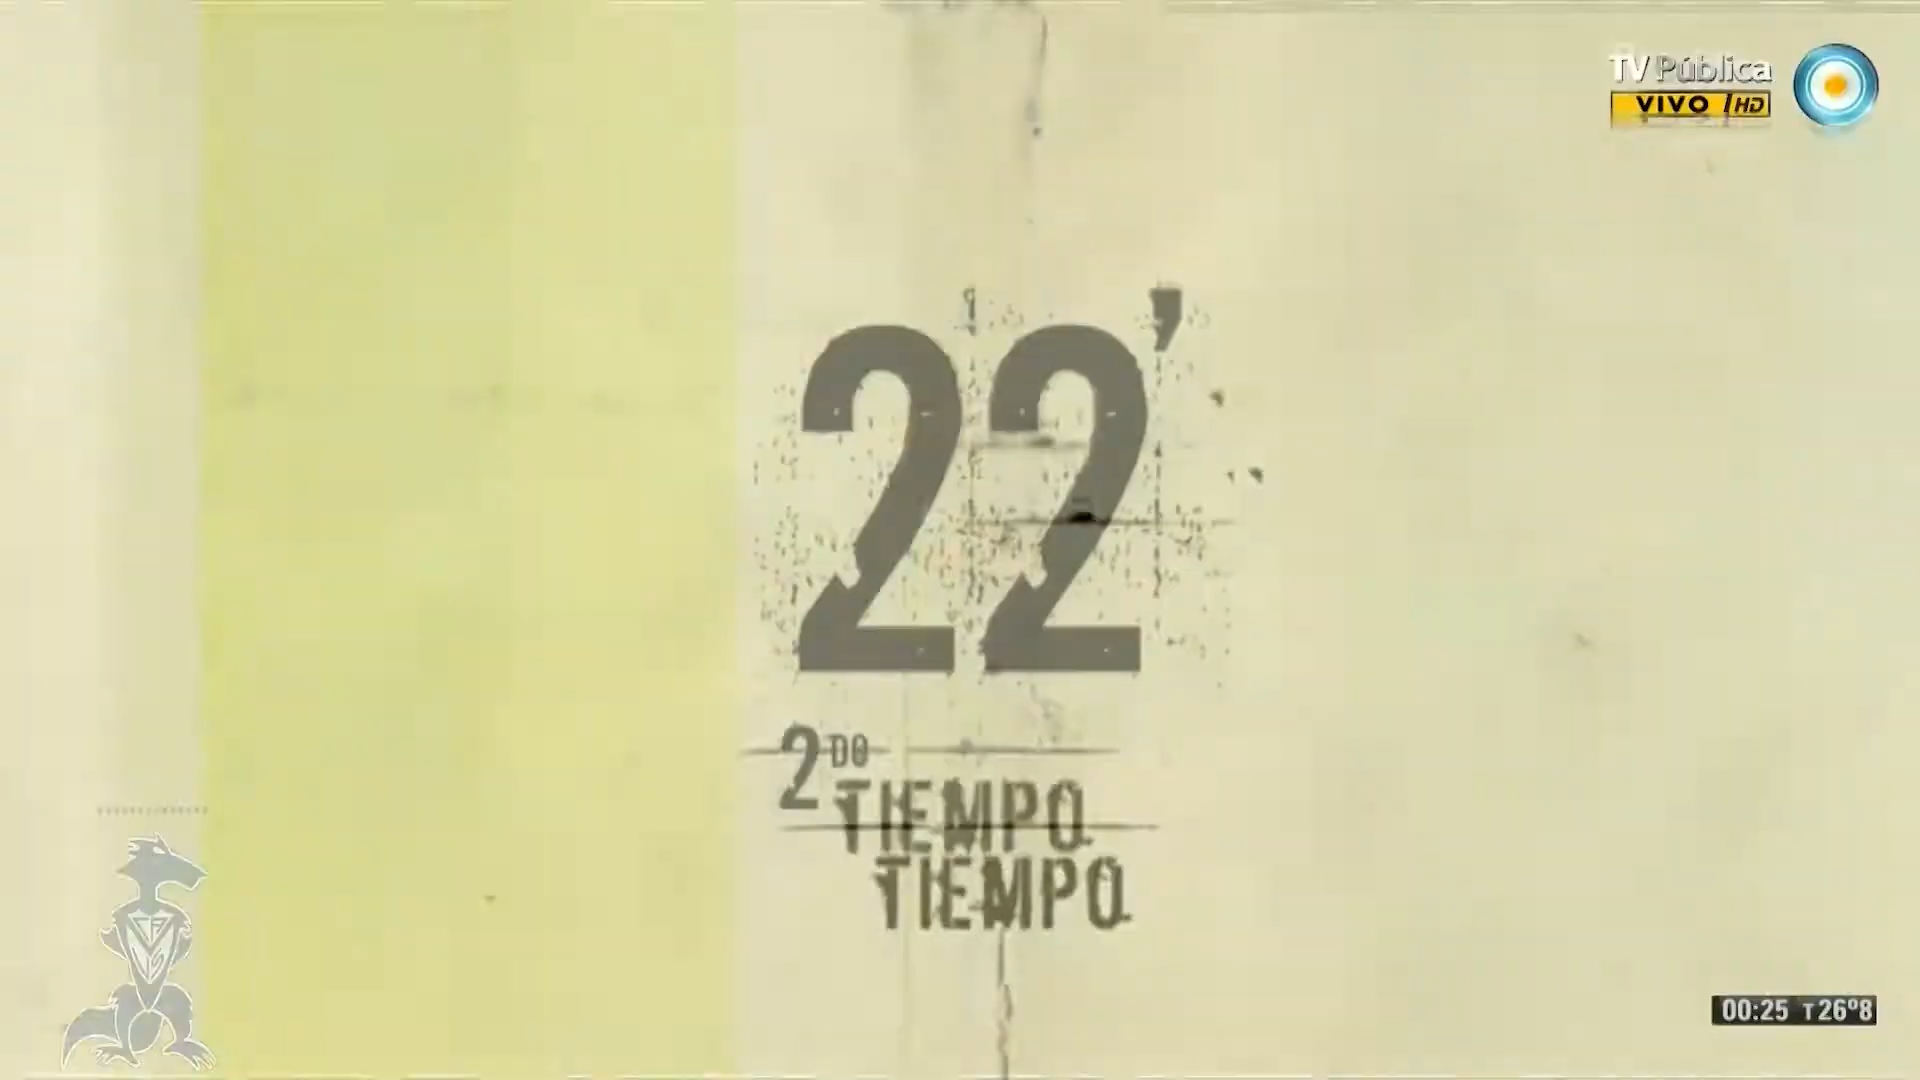 TV Pública
VIVO HD
22'
2DO
TIEMPO
TIEMPO
00:25 T26º8